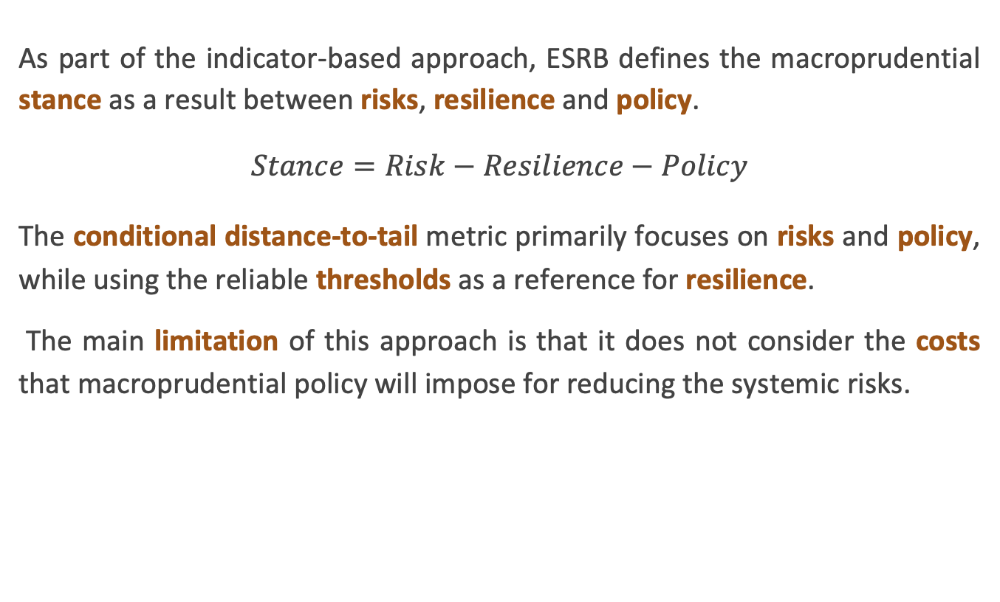 As part of the indicator-based approach, ESRB defines the macroprudential
stance as a result between risks, resilience and policy.
Stance = Risk − Resilience − Policy
The conditional distance-to-tail metric primarily focuses on risks and policy,
while using the reliable thresholds as a reference for resilience.
The main limitation of this approach is that it does not consider the costs
that macroprudential policy will impose for reducing the systemic risks.